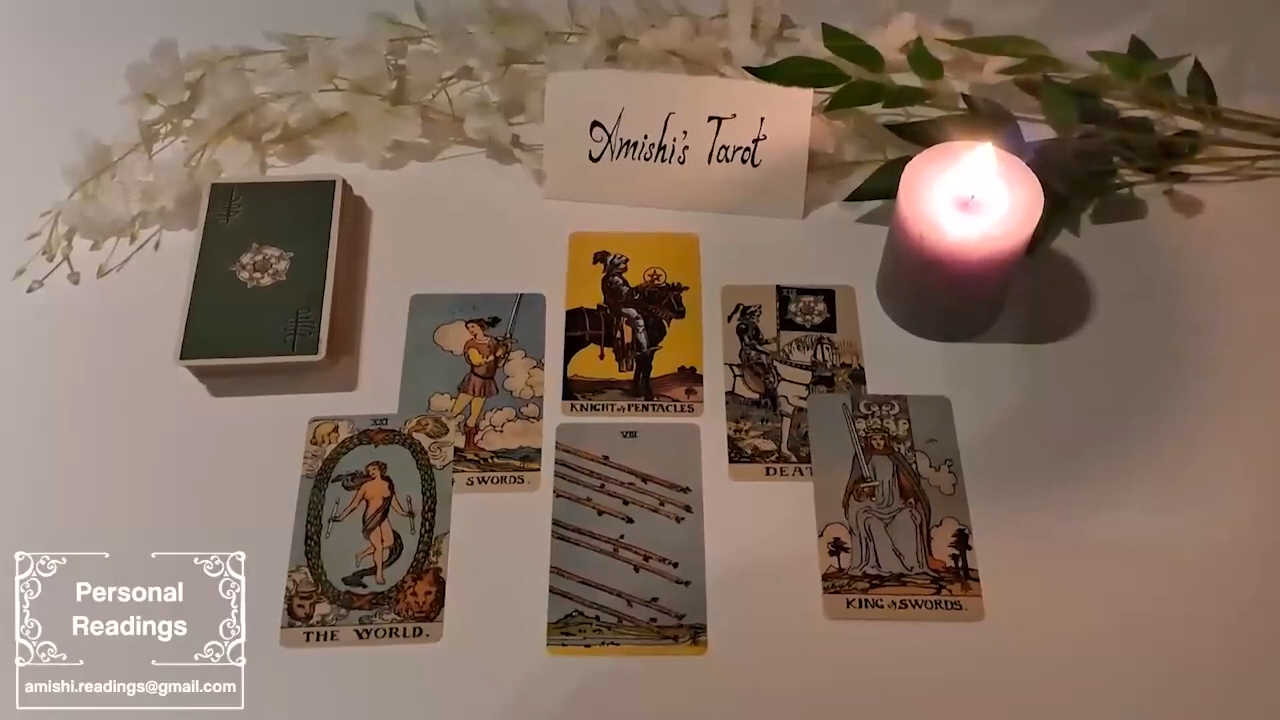 Amishi's Tarot
KNIGHT of PENTACLES.
XIII
SWORDS.
DEAT
XXI
VIII
THE WORLD.
KING of SWORDS.
Personal
Readings
amishi.readings@gmail.com